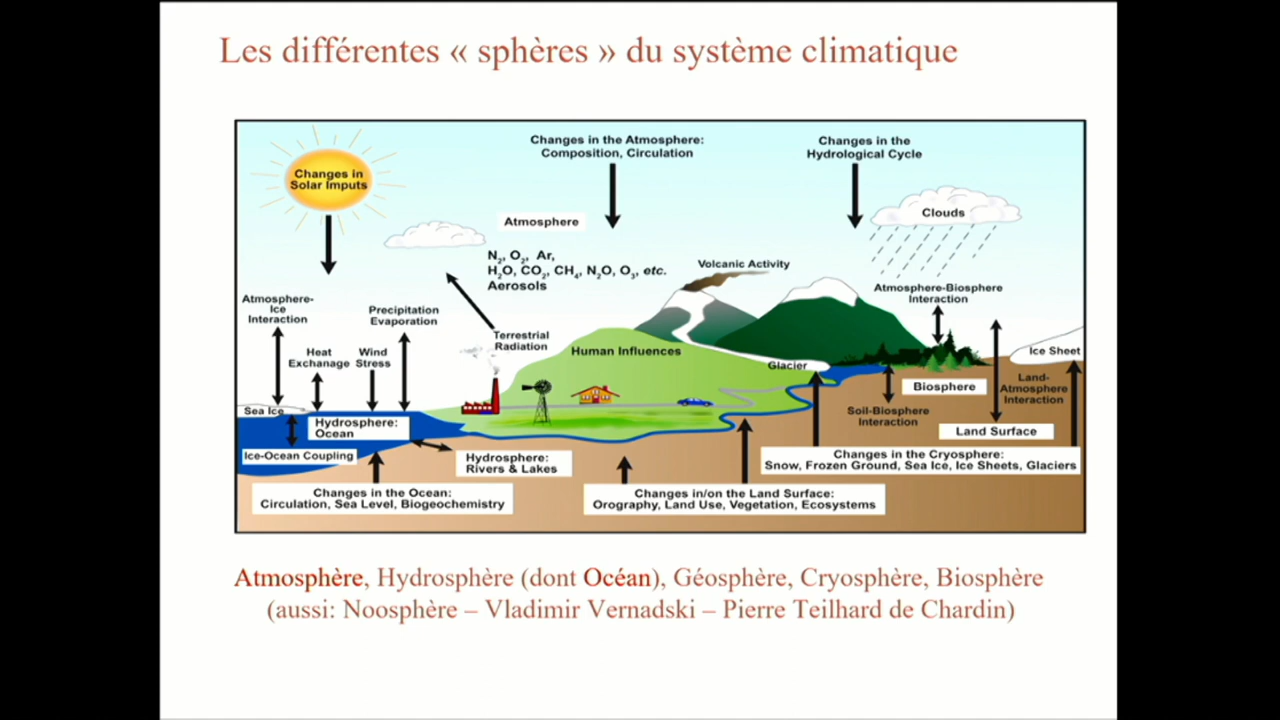 Les différentes « sphères » du système climatique
Changes in
Solar Imputs
Changes in the Atmosphere:
Composition, Circulation
Changes in the
Hydrological Cycle
Clouds
Atmosphere
N₂, O₂, Ar,
H₂O, CO₂, CH₄, N₂O, O₃, etc.
Aerosols
Volcanic Activity
Atmosphere-Biosphere
Interaction
Atmosphere-
Ice
Interaction
Precipitation
Evaporation
Heat
Exchanage
Wind
Stress
Terrestrial
Radiation
Human Influences
Glacier
Ice Sheet
Biosphere
Land-
Atmosphere
Interaction
Soil-Biosphere
Interaction
Land Surface
Sea Ice
Hydrosphere:
Ocean
Ice-Ocean Coupling
Hydrosphere:
Rivers & Lakes
Changes in the Cryosphere:
Snow, Frozen Ground, Sea Ice, Ice Sheets, Glaciers
Changes in the Ocean:
Circulation, Sea Level, Biogeochemistry
Changes in/on the Land Surface:
Orography, Land Use, Vegetation, Ecosystems
Atmosphère, Hydrosphère (dont Océan), Géosphère, Cryosphère, Biosphère
(aussi: Noosphère – Vladimir Vernadski – Pierre Teilhard de Chardin)